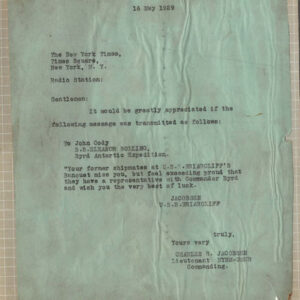 16 May 1929
The New York Times,
Times Square,
New York, N. Y.
Radio Station:
Gentlemen:
It would be greatly appreciated if the
following message was transmitted as follows:
To John Cody
S.S.ELEANOR BOLLING,
Byrd Antarctic Expedition.
"Your former shipmates at U.S.S.BRIARCLIFF'S
Banquet miss you, but feel exceeding proud that
they have a representative with Commander Byrd
and wish you the very best of luck.
JACOBSEN
U.S.S.BRIARCLIFF
truly,
Yours very
CHARLES R. JACOBSEN
Lieutenant
Commanding.